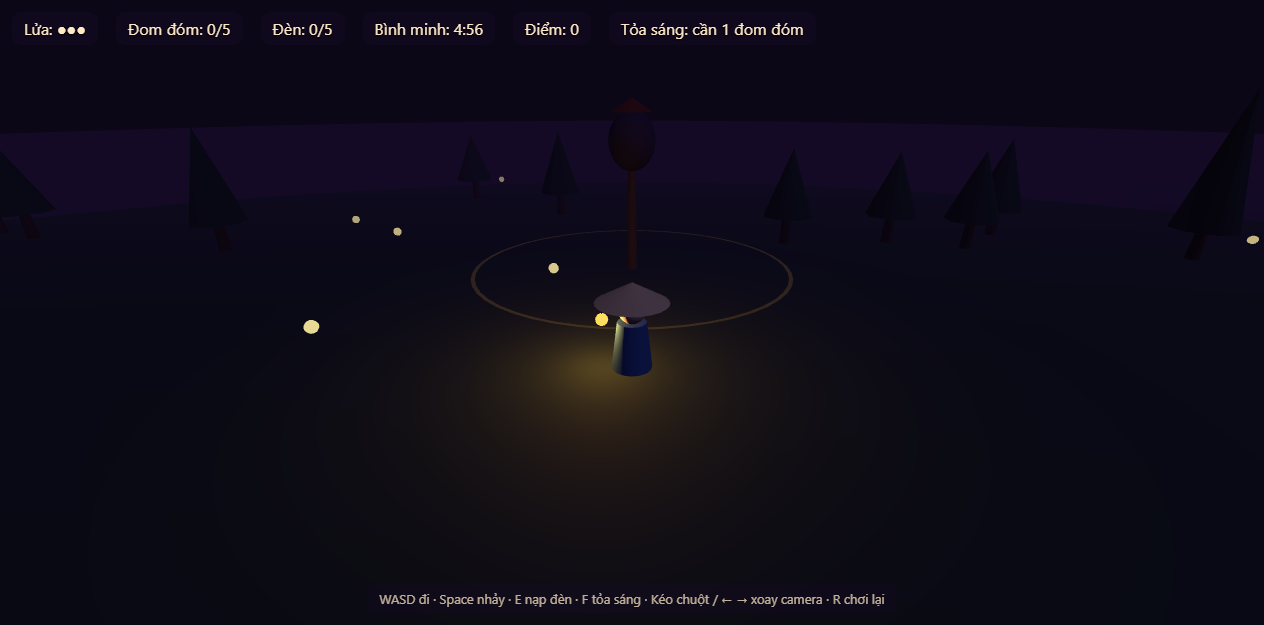 Lửa: ●●● Đom đóm: 0/5 Đèn: 0/5 Bình minh: 4:56 Điểm: 0 Tỏa sáng: cần 1 đom đóm
WASD đi · Space nhảy · E nạp đèn · F tỏa sáng · Kéo chuột / ← → xoay camera · R chơi lại